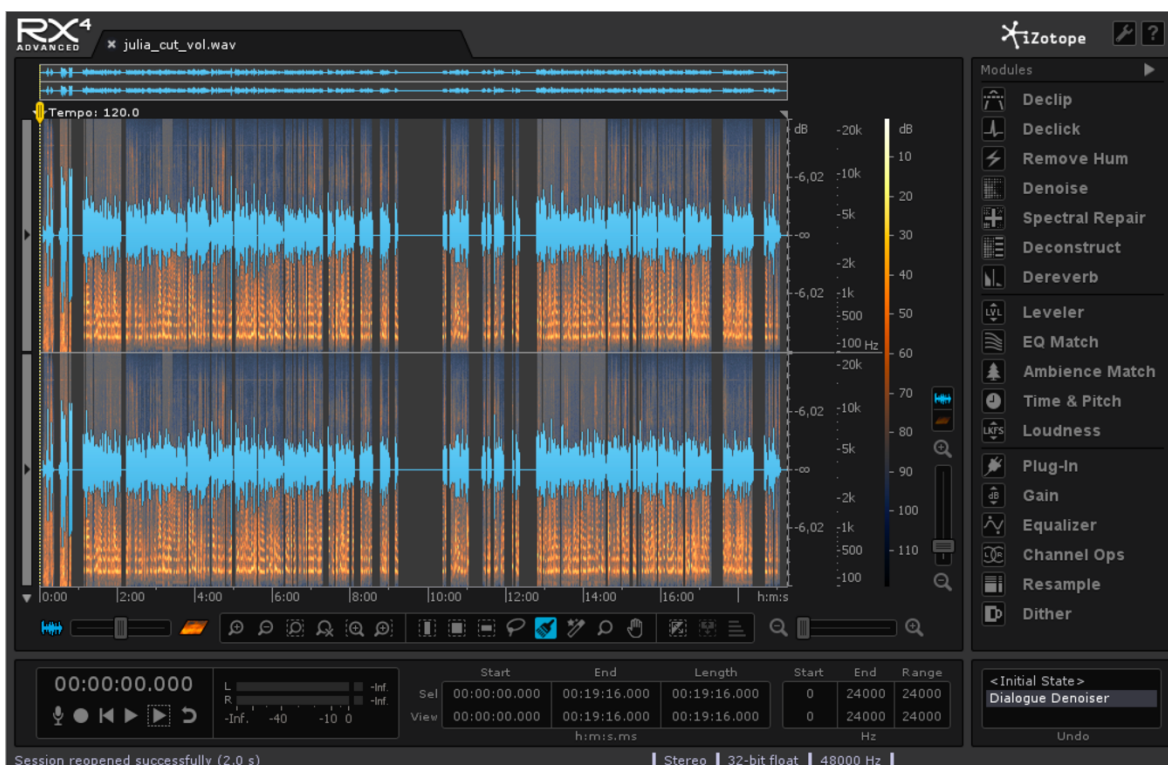 RX4
ADVANCED
julia_cut_vol.wav
iZotope
?
Tempo: 120.0
dB
-20k
dB
-10k
-6,02
-5k
-∞
-2k
-6,02
-1k
-500
-100 Hz
-20k
-6,02
-10k
-5k
-∞
-2k
-6,02
-1k
-500
-100
10
20
30
40
50
60
70
80
90
100
110
0:00 2:00 4:00 6:00 8:00 10:00 12:00 14:00 16:00 h:m:s
Modules
Declip
Declick
Remove Hum
Denoise
Spectral Repair
Deconstruct
Dereverb
LVL Leveler
EQ Match
Ambience Match
Time & Pitch
LKFS Loudness
Plug-In
dB Gain
Equalizer
Channel Ops
Resample
Dither
00:00:00.000
L -Inf.
R -Inf.
-Inf. -40 -10 0
Start End Length Start End Range
Sel 00:00:00.000 00:19:16.000 00:19:16.000 0 24000 24000
View 00:00:00.000 00:19:16.000 00:19:16.000 0 24000 24000
h:m:s.ms Hz
<Initial State>
Dialogue Denoiser
Undo
Session reopened successfully (2.0 s)
Stereo 32-bit float 48000 Hz